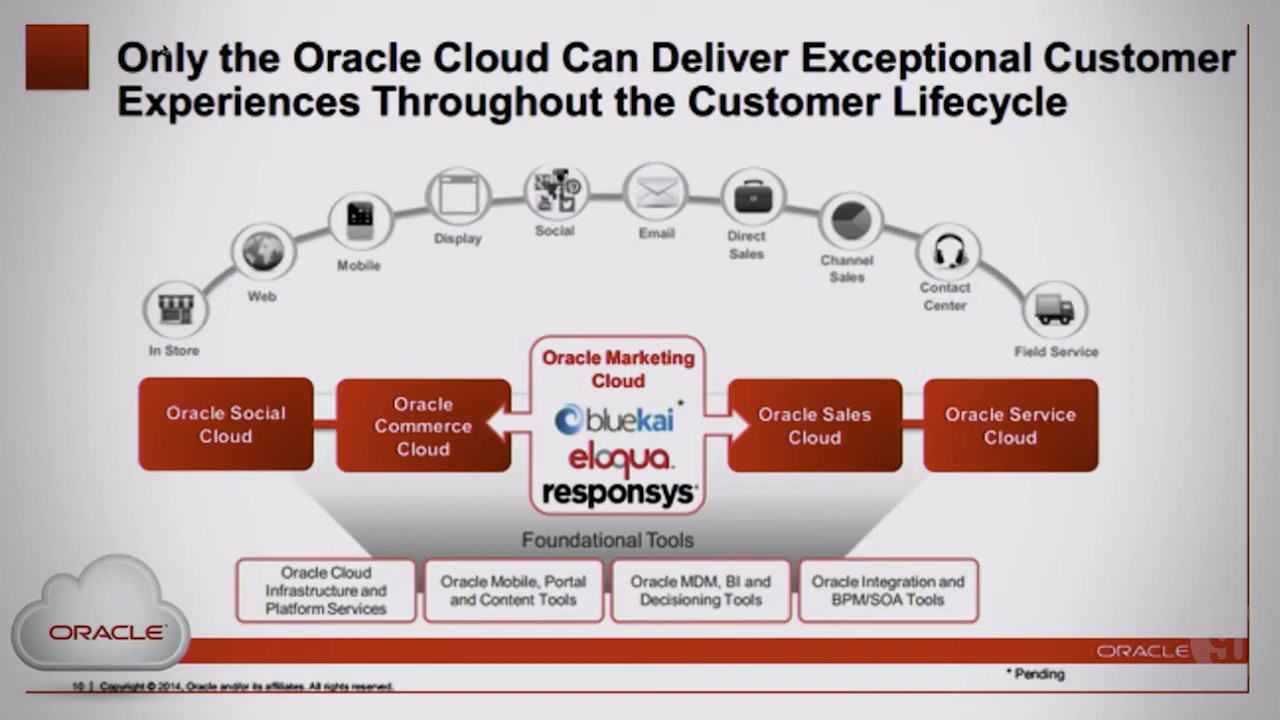 Only the Oracle Cloud Can Deliver Exceptional Customer
Experiences Throughout the Customer Lifecycle
In Store
Web
Mobile
Display
Social
Email
Direct
Sales
Channel
Sales
Contact
Center
Field Service
Oracle Social
Cloud
Oracle
Commerce
Cloud
Oracle Marketing
Cloud
bluekai*
eloqua™
responsys®
Oracle Sales
Cloud
Oracle Service
Cloud
Foundational Tools
Oracle Cloud
Infrastructure and
Platform Services
Oracle Mobile, Portal
and Content Tools
Oracle MDM, BI and
Decisioning Tools
Oracle Integration and
BPM/SOA Tools
ORACLE®
ORACLE
10 | Copyright © 2014, Oracle and/or its affiliates. All rights reserved.
* Pending